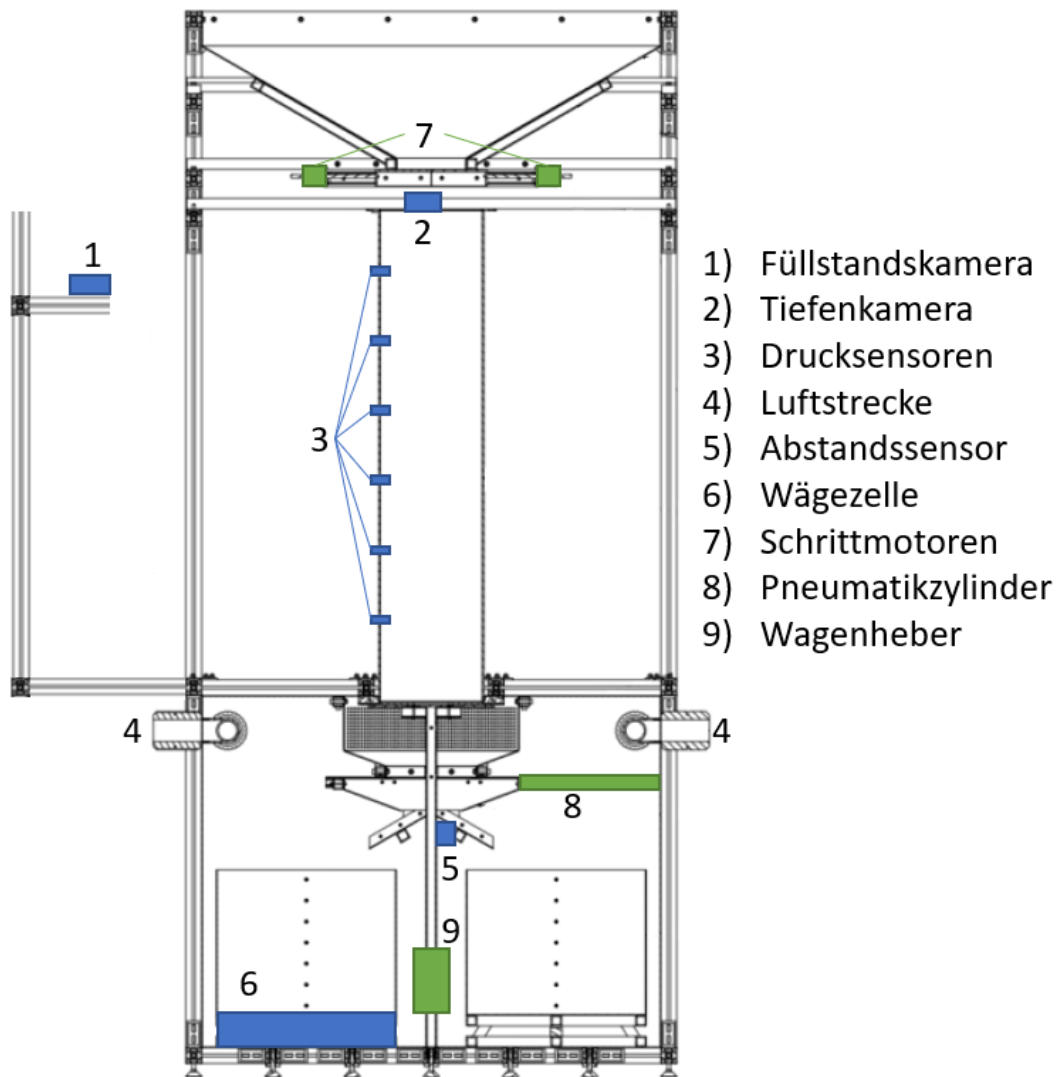 7
2
1
3
4
4
8
5
9
6
1) Füllstandskamera
2) Tiefenkamera
3) Drucksensoren
4) Luftstrecke
5) Abstandssensor
6) Wägezelle
7) Schrittmotoren
8) Pneumatikzylinder
9) Wagenheber